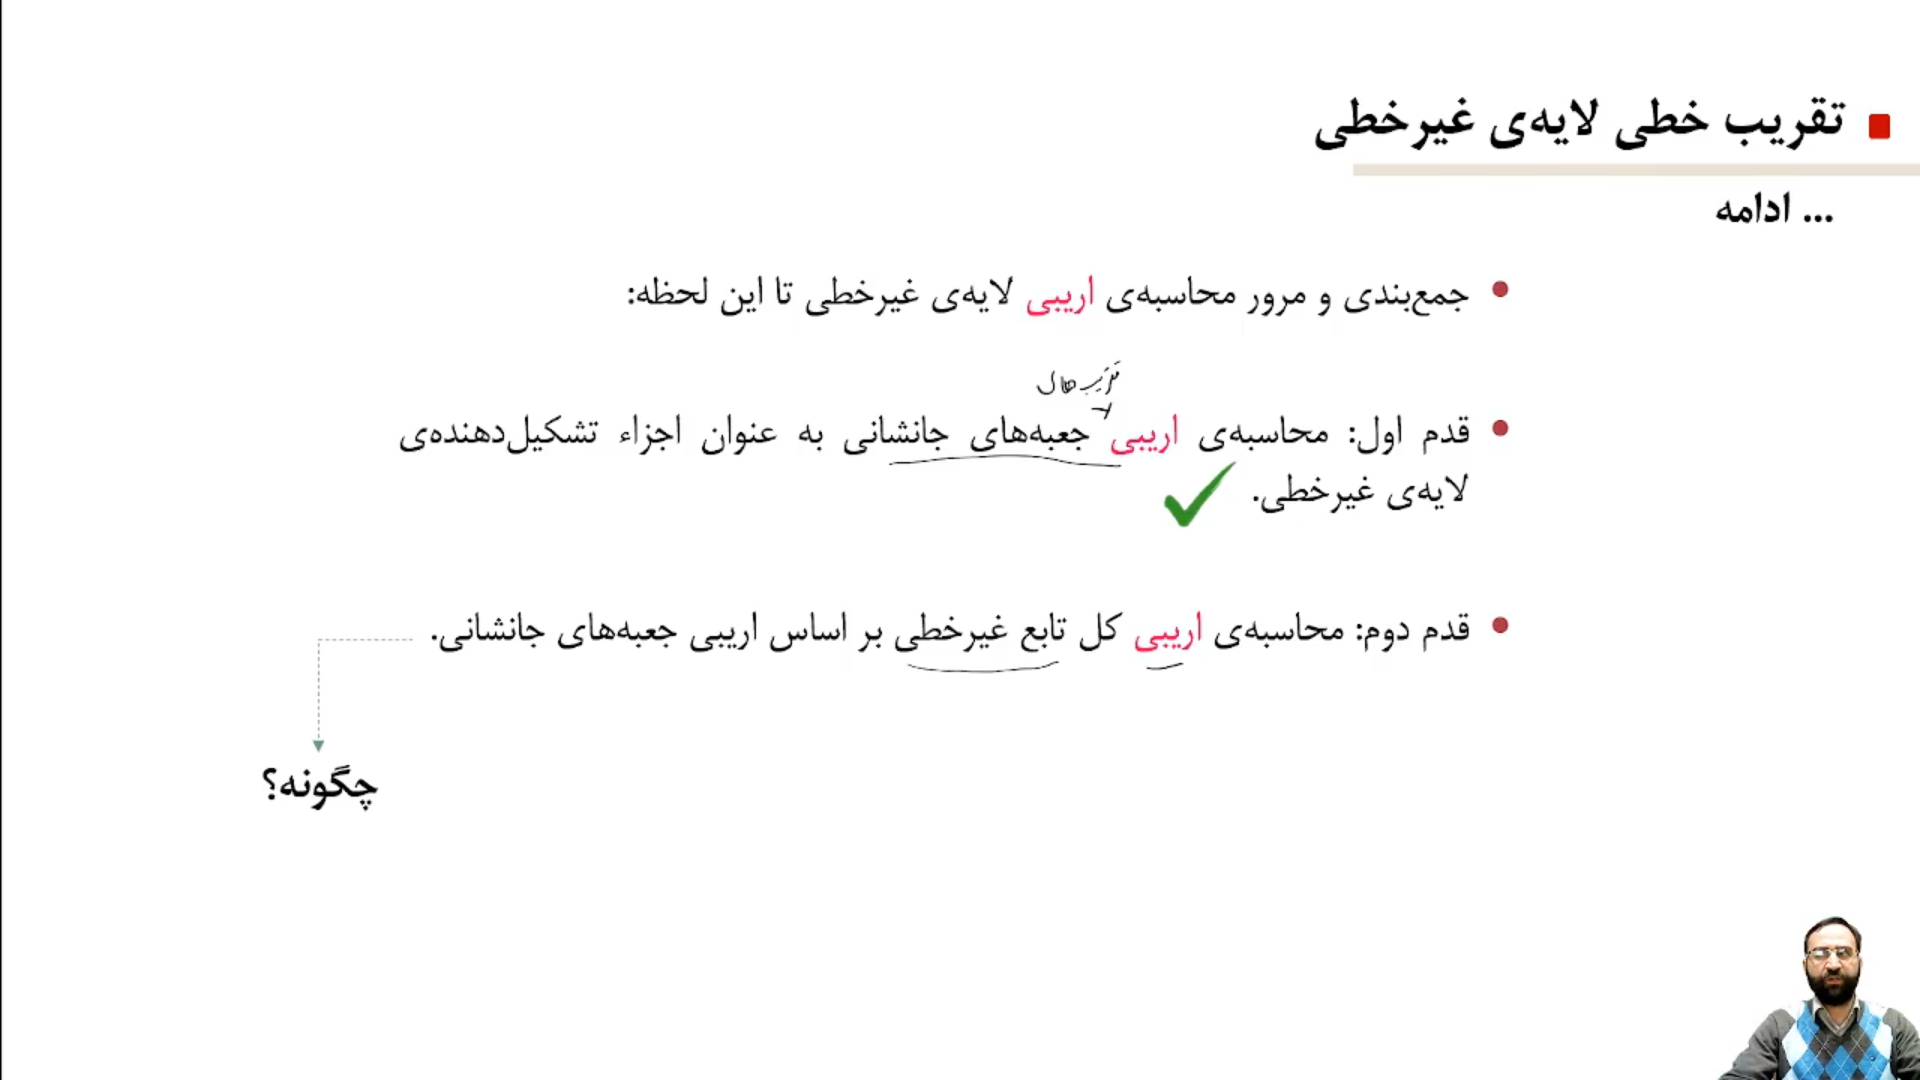 تقریب خطی لایه‌ی غیرخطی
... ادامه
جمع‌بندی و مرور محاسبه‌ی اریبی لایه‌ی غیرخطی تا این لحظه:
قدم اول: محاسبه‌ی اریبی جعبه‌های جانشانی به عنوان اجزاء تشکیل‌دهنده‌ی
لایه‌ی غیرخطی.
قدم دوم: محاسبه‌ی اریبی کل تابع غیرخطی بر اساس اریبی جعبه‌های جانشانی.
چگونه؟